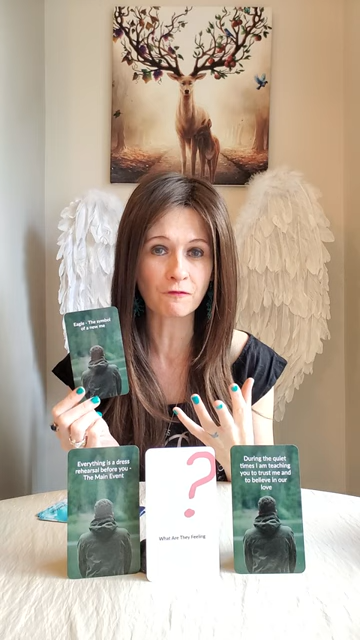 Eagle - The symbol
of a new me
Everything is a dress
rehearsal before you -
The Main Event
?
What Are They Feeling
During the quiet
times I am teaching
you to trust me and
to believe in our
love